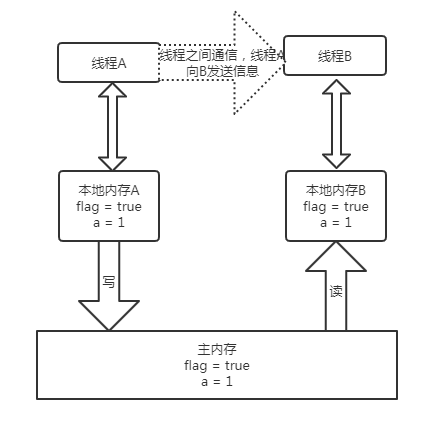 线程A
线程之间通信，线程A
向B发送信息
线程B
本地内存A
flag = true
a = 1
本地内存B
flag = true
a = 1
写
读
主内存
flag = true
a = 1